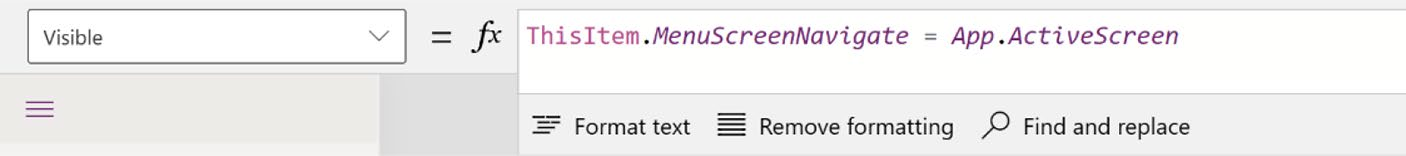 Visible = fx ThisItem.MenuScreenNavigate = App.ActiveScreen
Format text Remove formatting Find and replace